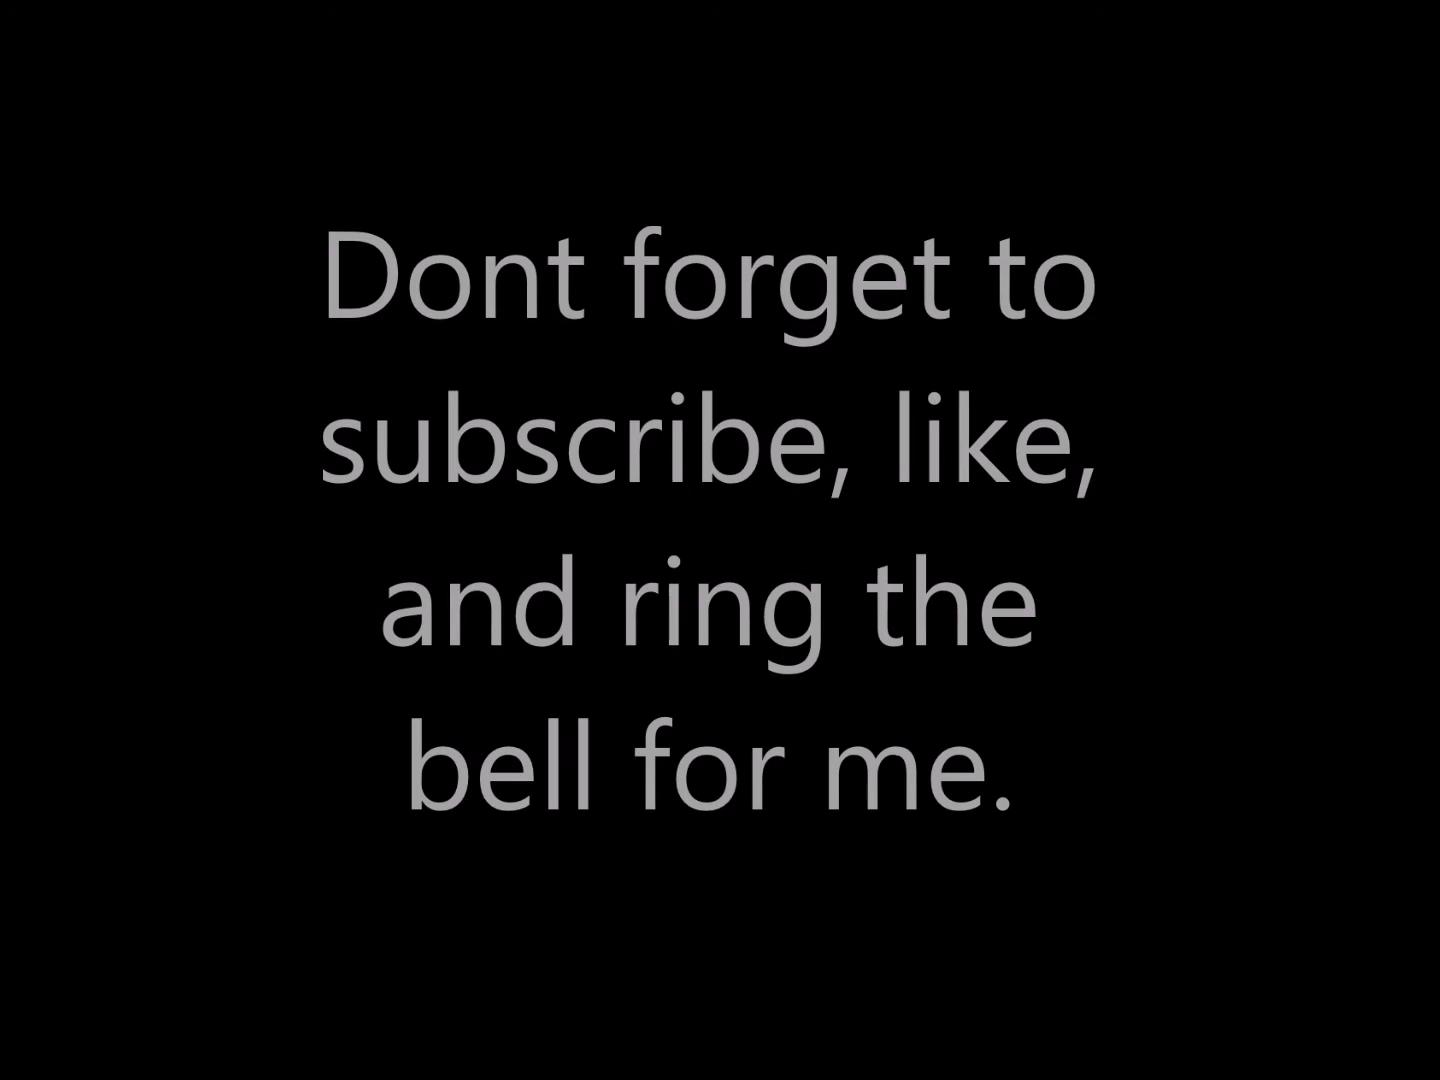 Dont forget to
subscribe, like,
and ring the
bell for me.